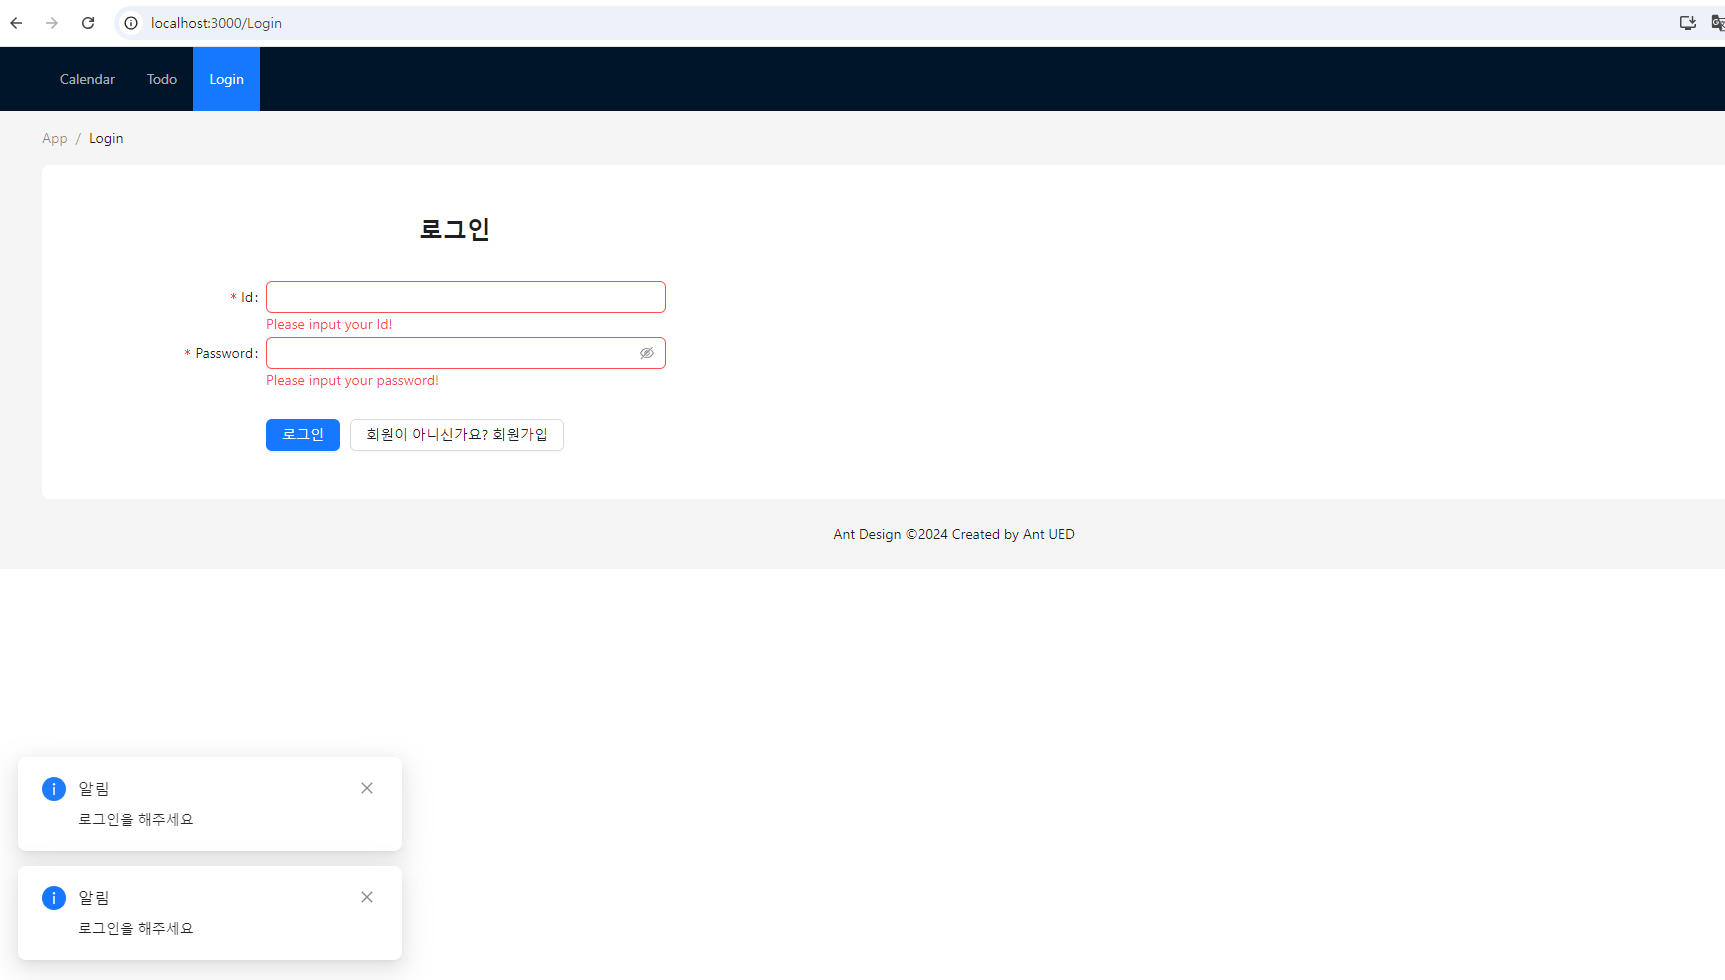 localhost:3000/Login
Calendar Todo Login
App / Login
로그인
* Id:
Please input your Id!
* Password:
Please input your password!
로그인 회원이 아니신가요? 회원가입
Ant Design ©2024 Created by Ant UED
알림
로그인을 해주세요
알림
로그인을 해주세요